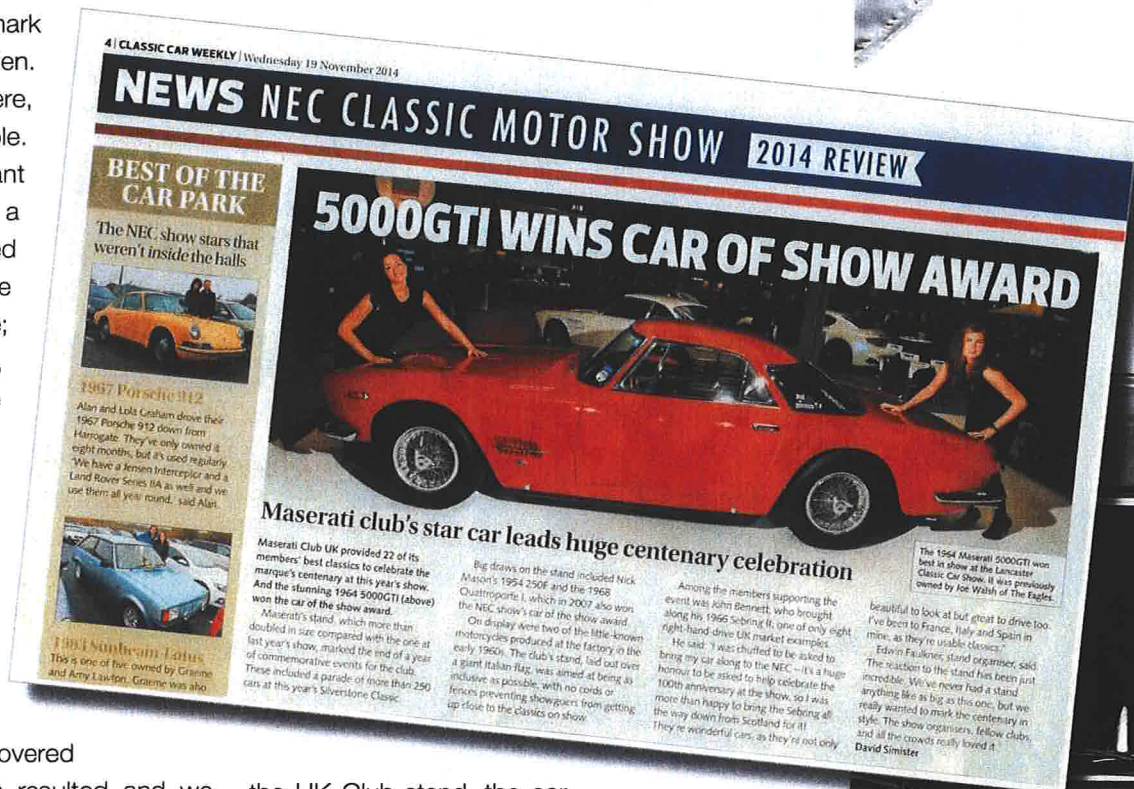 mark
en.
ere,
ble.
ant
a
ed
e
;
4 | CLASSIC CAR WEEKLY | Wednesday 19 November 2014
NEWS NEC CLASSIC MOTOR SHOW 2014 REVIEW
BEST OF THE
CAR PARK
The NEC show stars that
weren't inside the halls
1967 Porsche 912
Alan and Lola Graham drove their
1967 Porsche 912 down from
Harrogate. They've only owned it
eight months, but it's used regularly.
'We have a Jensen Interceptor and a
Land Rover Series IIA as well and we
use them all year round,' said Alan.
1983 Sunbeam-Lotus
This is one of five owned by Graeme
and Amy Lawton. Graeme was also
5000GTI WINS CAR OF SHOW AWARD
Maserati club's star car leads huge centenary celebration
The 1964 Maserati 5000GTI won
best in show at the Lancaster
Classic Car Show. It was previously
owned by Joe Walsh of The Eagles.
Maserati Club UK provided 22 of its
members' best classics to celebrate the
marque's centenary at this year's show.
And the stunning 1964 5000GTI (above)
won the car of the show award.
Maserati's stand, which more than
doubled in size compared with the one at
last year's show, marked the end of a year
of commemorative events for the club.
These included a parade of more than 250
cars at this year's Silverstone Classic.
Big draws on the stand included Nick
Mason's 1954 250F and the 1968
Quattroporte I, which in 2007 also won
the NEC show's car of the show award.
On display were two of the little-known
motorcycles produced at the factory in the
early 1960s. The club's stand, laid out over
a giant Italian flag, was aimed at being as
inclusive as possible, with no cords or
fences preventing showgoers from getting
up close to the classics on show.
Among the members supporting the
event was John Bennett, who brought
along his 1966 Sebring II, one of only eight
right-hand-drive UK market examples.
He said: 'I was chuffed to be asked to
bring my car along to the NEC – it's a huge
honour to be asked to help celebrate the
100th anniversary at the show, so I was
more than happy to bring the Sebring all
the way down from Scotland for it!
They're wonderful cars, as they're not only
beautiful to look at but great to drive too.
I've been to France, Italy and Spain in
mine, as they're usable classics.'
Edwin Faulkner, stand organiser, said:
'The reaction to the stand has been just
incredible. We've never had a stand
anything like as big as this one, but we
really wanted to mark the centenary in
style. The show organisers, fellow clubs,
and all the crowds really loved it.'
David Simister
overed
resulted and we
the UK Club stand, the car